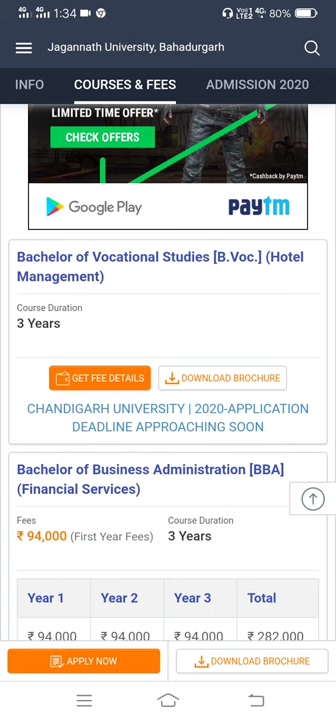 4G 4G 1:34 Vo) 1 4G LTE2 80%
Jagannath University, Bahadurgarh
INFO COURSES & FEES ADMISSION 2020
LIMITED TIME OFFER*
CHECK OFFERS
*Cashback by Paytm
Google Play paytm
Bachelor of Vocational Studies [B.Voc.] (Hotel
Management)
Course Duration
3 Years
GET FEE DETAILS DOWNLOAD BROCHURE
CHANDIGARH UNIVERSITY | 2020-APPLICATION
DEADLINE APPROACHING SOON
Bachelor of Business Administration [BBA]
(Financial Services)
Fees Course Duration
₹ 94,000 (First Year Fees) 3 Years
Year 1 Year 2 Year 3 Total
₹ 94,000 ₹ 94,000 ₹ 94,000 ₹ 282,000
APPLY NOW DOWNLOAD BROCHURE